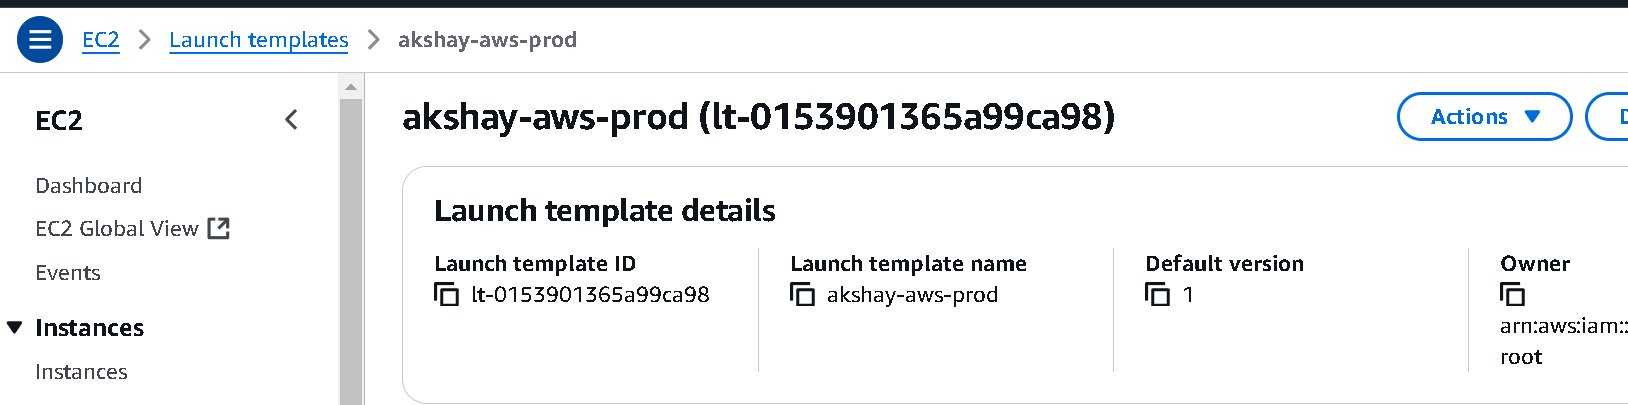 EC2 > Launch templates > akshay-aws-prod
EC2
Dashboard
EC2 Global View
Events
Instances
Instances
akshay-aws-prod (lt-0153901365a99ca98)
Actions
Launch template details
Launch template ID
lt-0153901365a99ca98
Launch template name
akshay-aws-prod
Default version
1
Owner
arn:aws:iam::
root